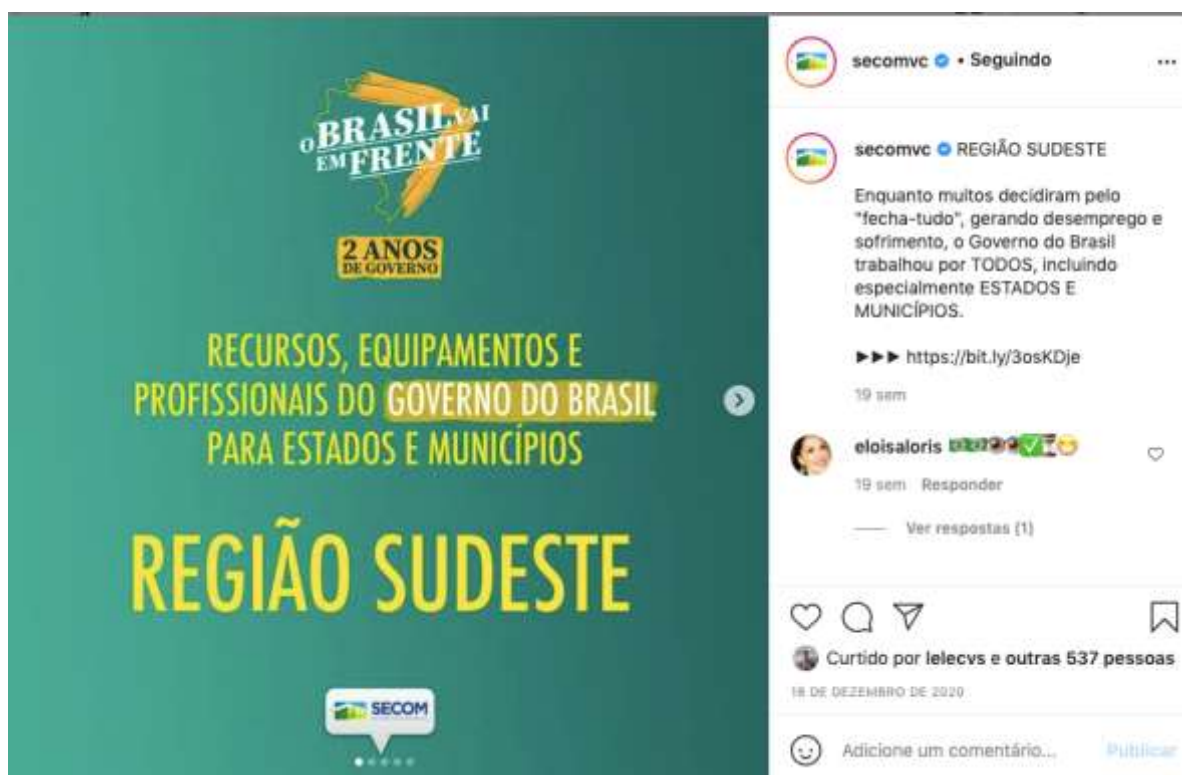 O BRASIL VAI
EM FRENTE
2 ANOS
DE GOVERNO
RECURSOS, EQUIPAMENTOS E
PROFISSIONAIS DO GOVERNO DO BRASIL
PARA ESTADOS E MUNICÍPIOS
REGIÃO SUDESTE
SECOM
secomvc • Seguindo
secomvc REGIÃO SUDESTE
Enquanto muitos decidiram pelo
"fecha-tudo", gerando desemprego e
sofrimento, o Governo do Brasil
trabalhou por TODOS, incluindo
especialmente ESTADOS E
MUNICÍPIOS.
►►► https://bit.ly/3osKDje
19 sem
eloisaloris
19 sem Responder
Ver respostas (1)
Curtido por lelecvs e outras 537 pessoas
18 DE DEZEMBRO DE 2020
Adicione um comentário... Publicar